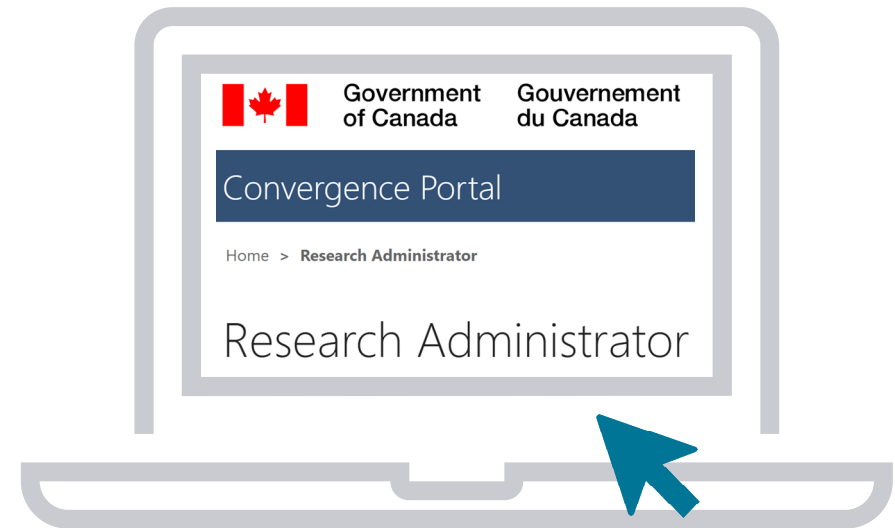 Government Gouvernement
of Canada du Canada
Convergence Portal
Home > Research Administrator
Research Administrator